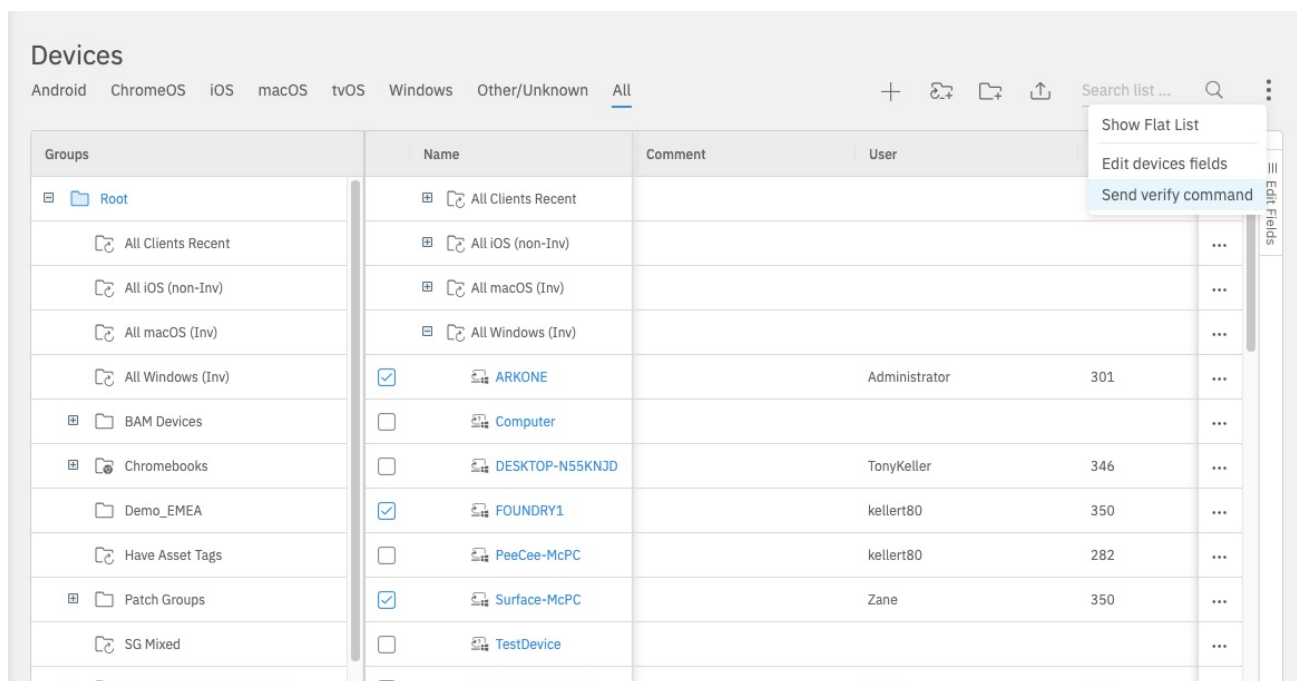 Devices
Android ChromeOS iOS macOS tvOS Windows Other/Unknown All Search list ...
Show Flat List
Edit devices fields
Send verify command
Edit Fields
Groups Name Comment User
Root All Clients Recent
All Clients Recent All iOS (non-Inv) ...
All iOS (non-Inv) All macOS (Inv) ...
All macOS (Inv) All Windows (Inv) ...
All Windows (Inv) ARKONE Administrator 301 ...
BAM Devices Computer ...
Chromebooks DESKTOP-N55KNJD TonyKeller 346 ...
Demo_EMEA FOUNDRY1 kellert80 350 ...
Have Asset Tags PeeCee-McPC kellert80 282 ...
Patch Groups Surface-McPC Zane 350 ...
SG Mixed TestDevice ...